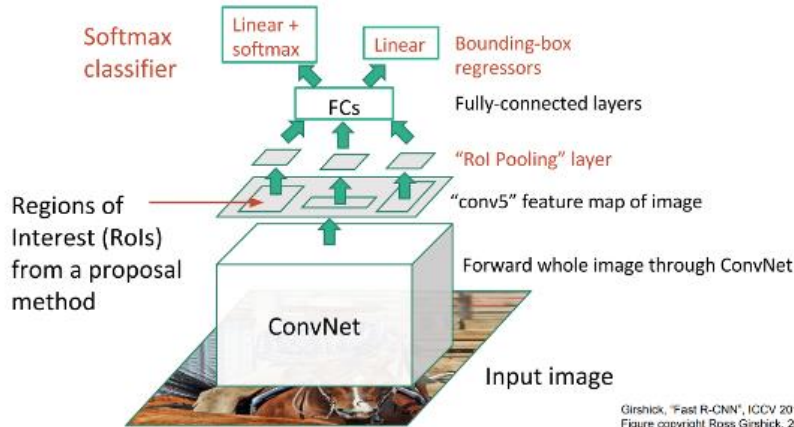 Softmax
classifier
Linear +
softmax
Linear
Bounding-box
regressors
FCs
Fully-connected layers
"RoI Pooling" layer
Regions of
Interest (RoIs)
from a proposal
method
"conv5" feature map of image
Forward whole image through ConvNet
ConvNet
Input image
Girshick, "Fast R-CNN", ICCV 20
Figure copyright Ross Girshick, 2